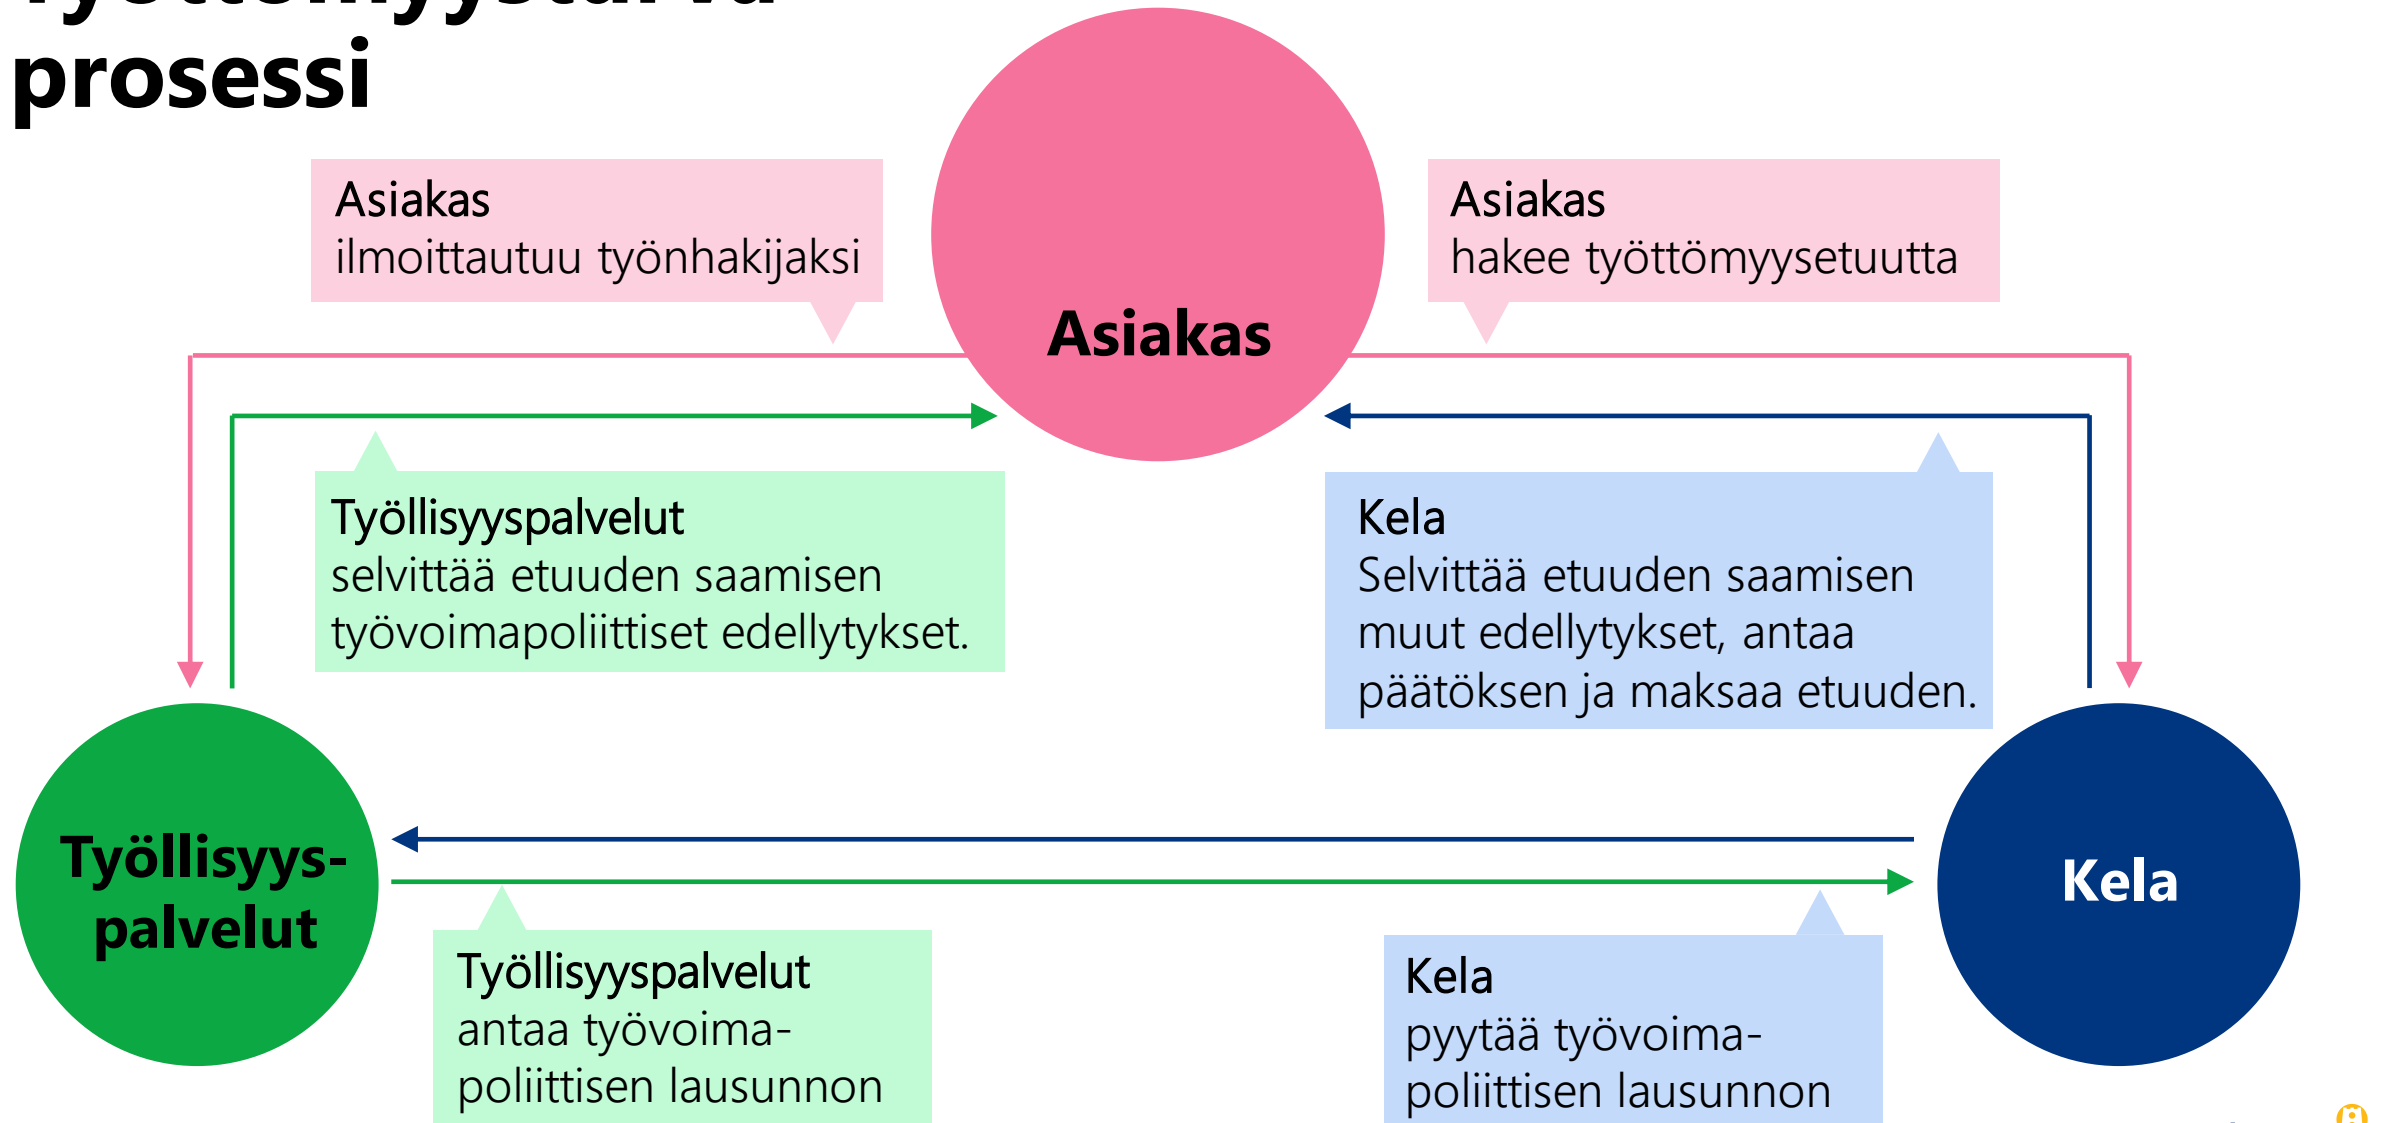 Työttömyysturva
prosessi
Asiakas
ilmoittautuu työnhakijaksi
Asiakas
Asiakas
hakee työttömyysetuutta
Työllisyyspalvelut
selvittää etuuden saamisen
työvoimapoliittiset edellytykset.
Kela
Selvittää etuuden saamisen
muut edellytykset, antaa
päätöksen ja maksaa etuuden.
Työllisyys-
palvelut
Kela
Työllisyyspalvelut
antaa työvoima-
poliittisen lausunnon
Kela
pyytää työvoima-
poliittisen lausunnon